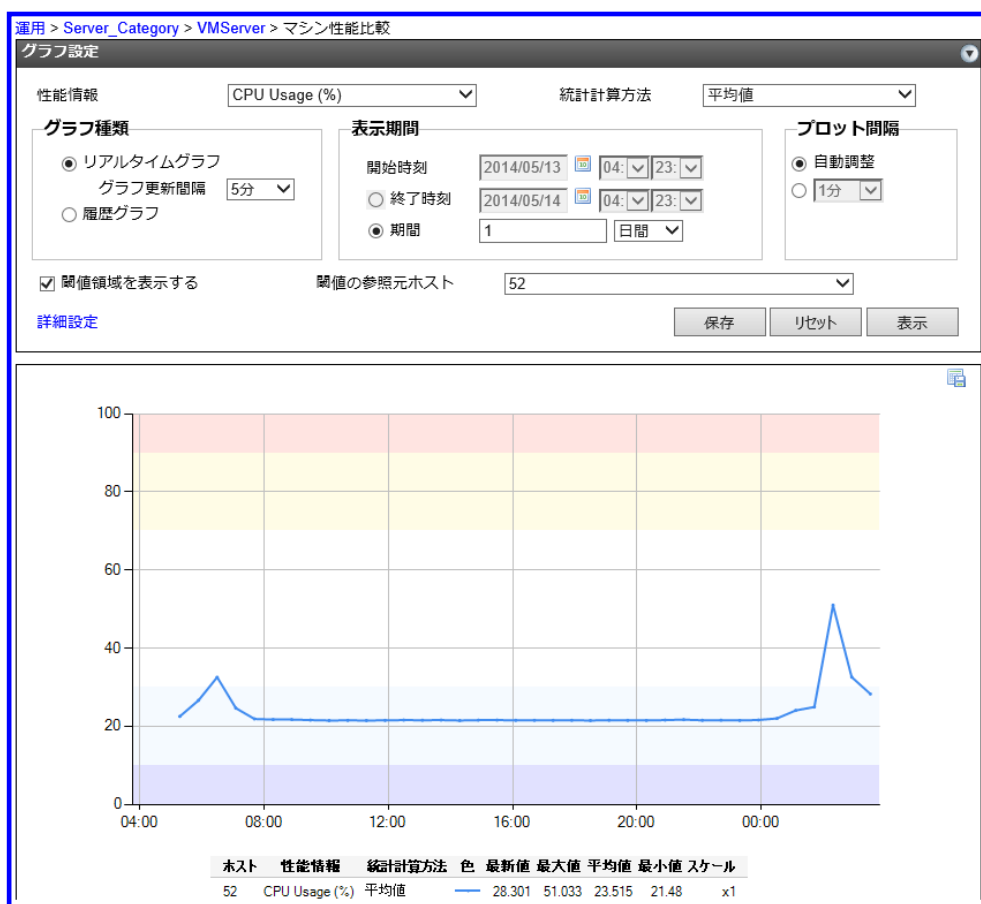 運用 > Server_Category > VMServer > マシン性能比較
グラフ設定
性能情報 CPU Usage (%) 統計計算方法 平均値
グラフ種類 表示期間 プロット間隔
リアルタイムグラフ 開始時刻 2014/05/13 04: 23: 自動調整
グラフ更新間隔 5分 終了時刻 2014/05/14 04: 23: 1分
履歴グラフ 期間 1 日間
閾値領域を表示する 閾値の参照元ホスト 52
詳細設定 保存 リセット 表示
100
80
60
40
20
0
04:00 08:00 12:00 16:00 20:00 00:00
ホスト 性能情報 統計計算方法 色 最新値 最大値 平均値 最小値 スケール
52 CPU Usage (%) 平均値 28.301 51.033 23.515 21.48 x1